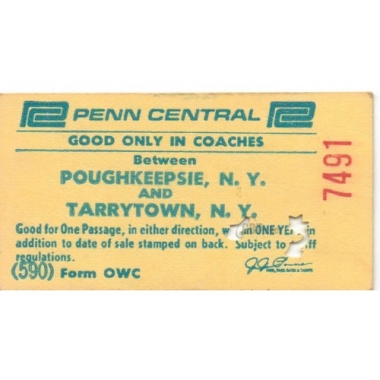 PENN CENTRAL
GOOD ONLY IN COACHES
Between
POUGHKEEPSIE, N. Y.
AND
TARRYTOWN, N. Y.
Good for One Passage, in either direction, ONE YEAR in
addition to date of sale stamped on back. Subject to
regulations.
(590) Form OWC
7491